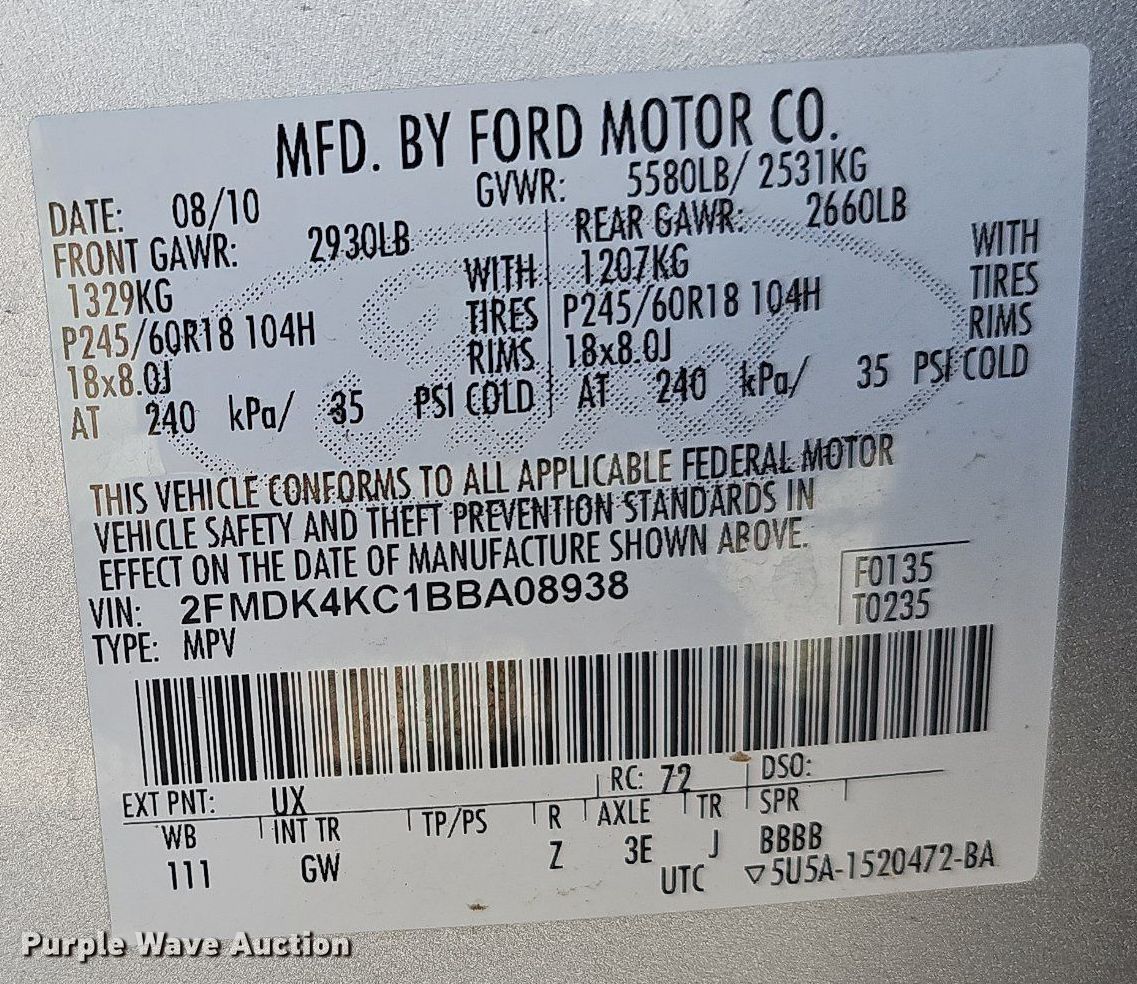 MFD. BY FORD MOTOR CO.
DATE: 08/10 GVWR: 5580LB/ 2531KG
FRONT GAWR: 2930LB REAR GAWR: 2660LB
1329KG WITH 1207KG WITH
P245/60R18 104H TIRES P245/60R18 104H TIRES
18x8.0J RIMS 18x8.0J RIMS
AT 240 kPa/ 35 PSI COLD AT 240 kPa/ 35 PSI COLD
THIS VEHICLE CONFORMS TO ALL APPLICABLE FEDERAL MOTOR
VEHICLE SAFETY AND THEFT PREVENTION STANDARDS IN
EFFECT ON THE DATE OF MANUFACTURE SHOWN ABOVE.
VIN: 2FMDK4KC1BBA08938 F0135
TYPE: MPV T0235
EXT PNT: UX RC: 72 DSO:
WB INT TR TP/PS R AXLE TR SPR
111 GW Z 3E J BBBB
UTC ▽5U5A-1520472-BA
Purple Wave Auction